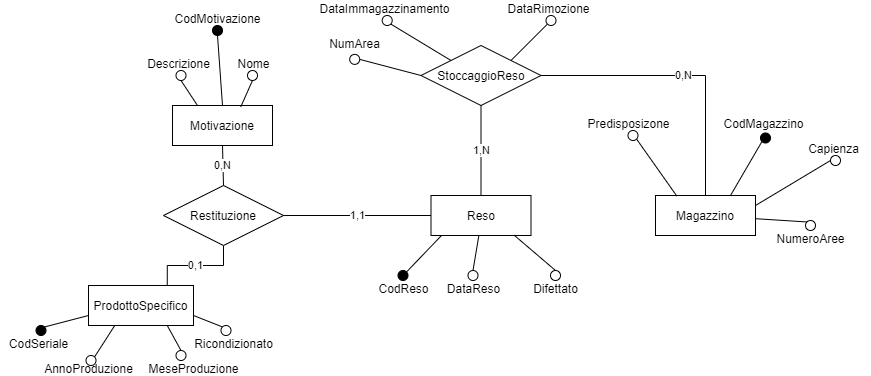 DataImmagazzinamento
DataRimozione
CodMotivazione
NumArea
Descrizione
Nome
StoccaggioReso
0,N
Motivazione
Predisposizone
CodMagazzino
Capienza
1,N
0,N
Restituzione
1,1
Reso
Magazzino
NumeroAree
0,1
CodReso
DataReso
Difettato
ProdottoSpecifico
CodSeriale
Ricondizionato
AnnoProduzione
MeseProduzione